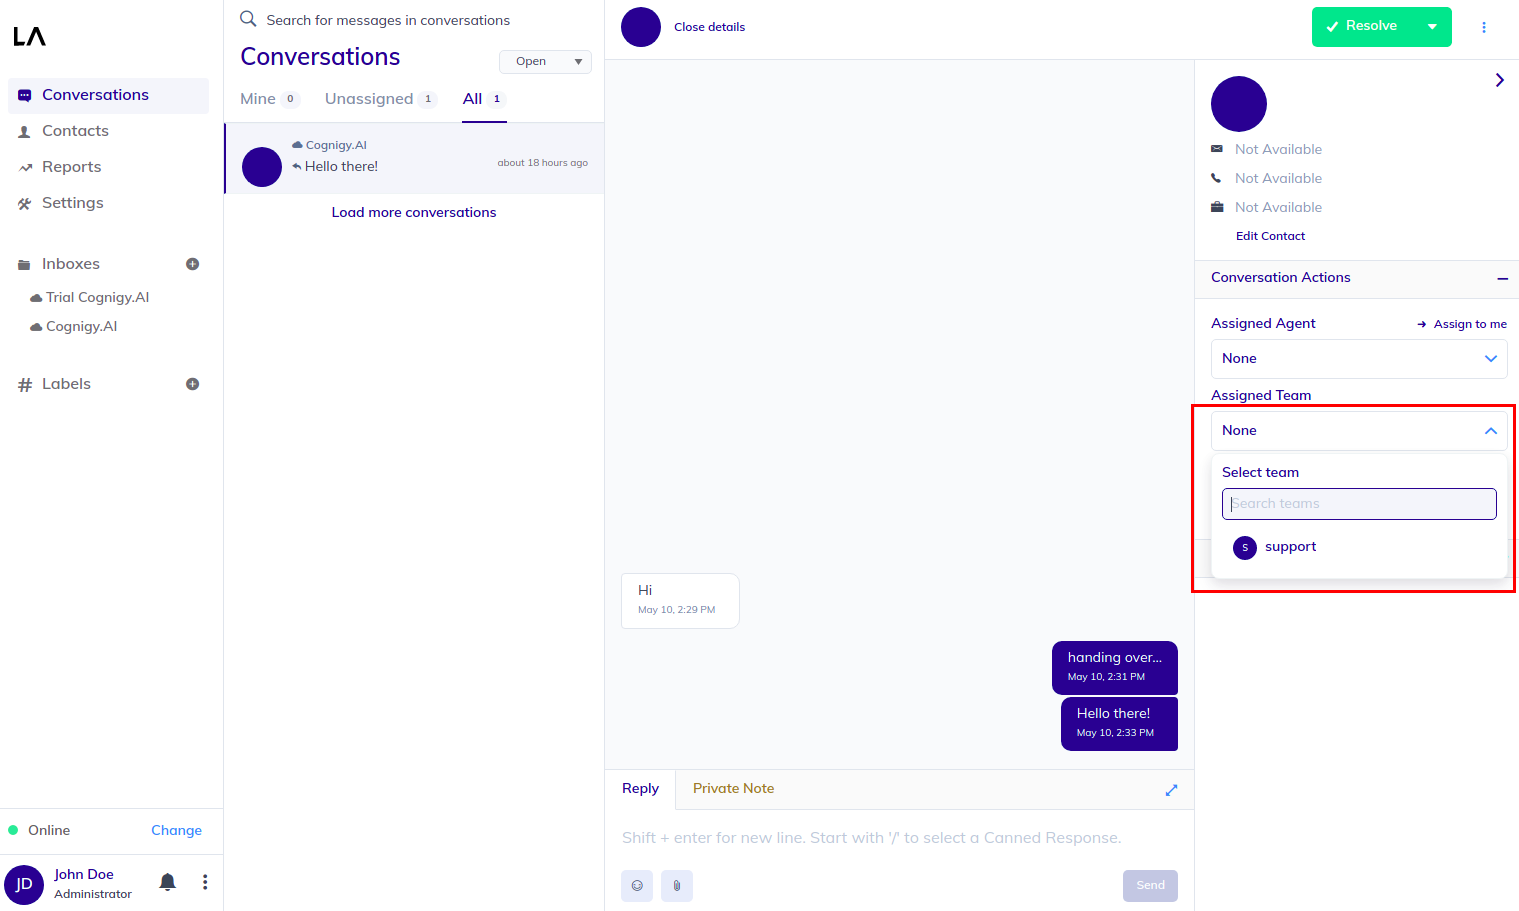 LA
Conversations
Contacts
Reports
Settings
Inboxes
Trial Cognigy.AI
Cognigy.AI
Labels
Online
Change
JD
John Doe
Administrator
Search for messages in conversations
Conversations
Open
Mine 0
Unassigned 1
All 1
Cognigy.AI
Hello there!
about 18 hours ago
Load more conversations
Close details
Resolve
Hi
May 10, 2:29 PM
handing over...
May 10, 2:31 PM
Hello there!
May 10, 2:33 PM
Reply
Private Note
Shift + enter for new line. Start with '/' to select a Canned Response.
Send
Not Available
Not Available
Not Available
Edit Contact
Conversation Actions
Assigned Agent
Assign to me
None
Assigned Team
None
Select team
Search teams
S
support